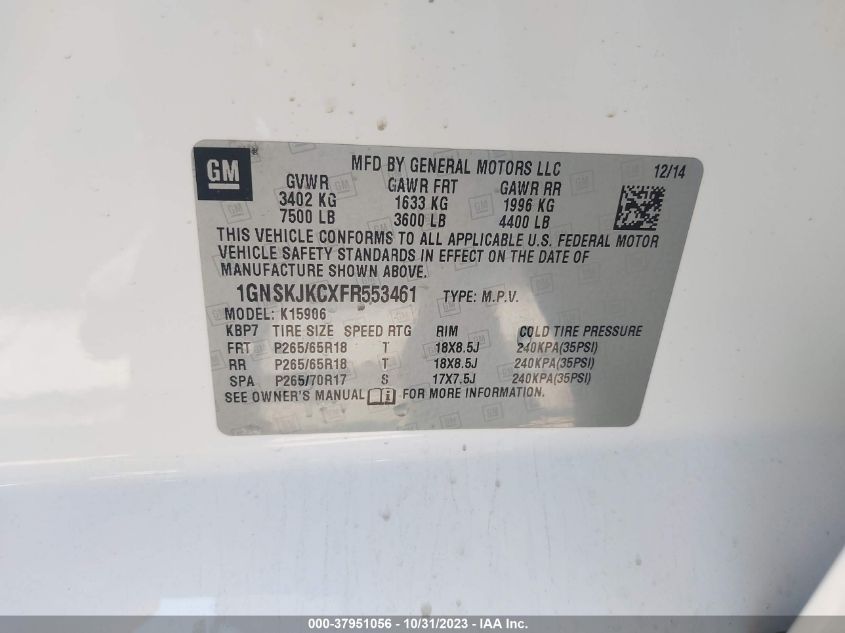 GM
MFD BY GENERAL MOTORS LLC 12/14
GVWR GAWR FRT GAWR RR
3402 KG 1633 KG 1996 KG
7500 LB 3600 LB 4400 LB
THIS VEHICLE CONFORMS TO ALL APPLICABLE U.S. FEDERAL MOTOR
VEHICLE SAFETY STANDARDS IN EFFECT ON THE DATE OF
MANUFACTURE SHOWN ABOVE.
1GNSKJKCXFR553461 TYPE: M.P.V.
MODEL: K15906
KBP7 TIRE SIZE SPEED RTG RIM COLD TIRE PRESSURE
FRT P265/65R18 T 18X8.5J 240KPA(35PSI)
RR P265/65R18 T 18X8.5J 240KPA(35PSI)
SPA P265/70R17 S 17X7.5J 240KPA(35PSI)
SEE OWNER'S MANUAL FOR MORE INFORMATION.
000-37951056 - 10/31/2023 - IAA Inc.